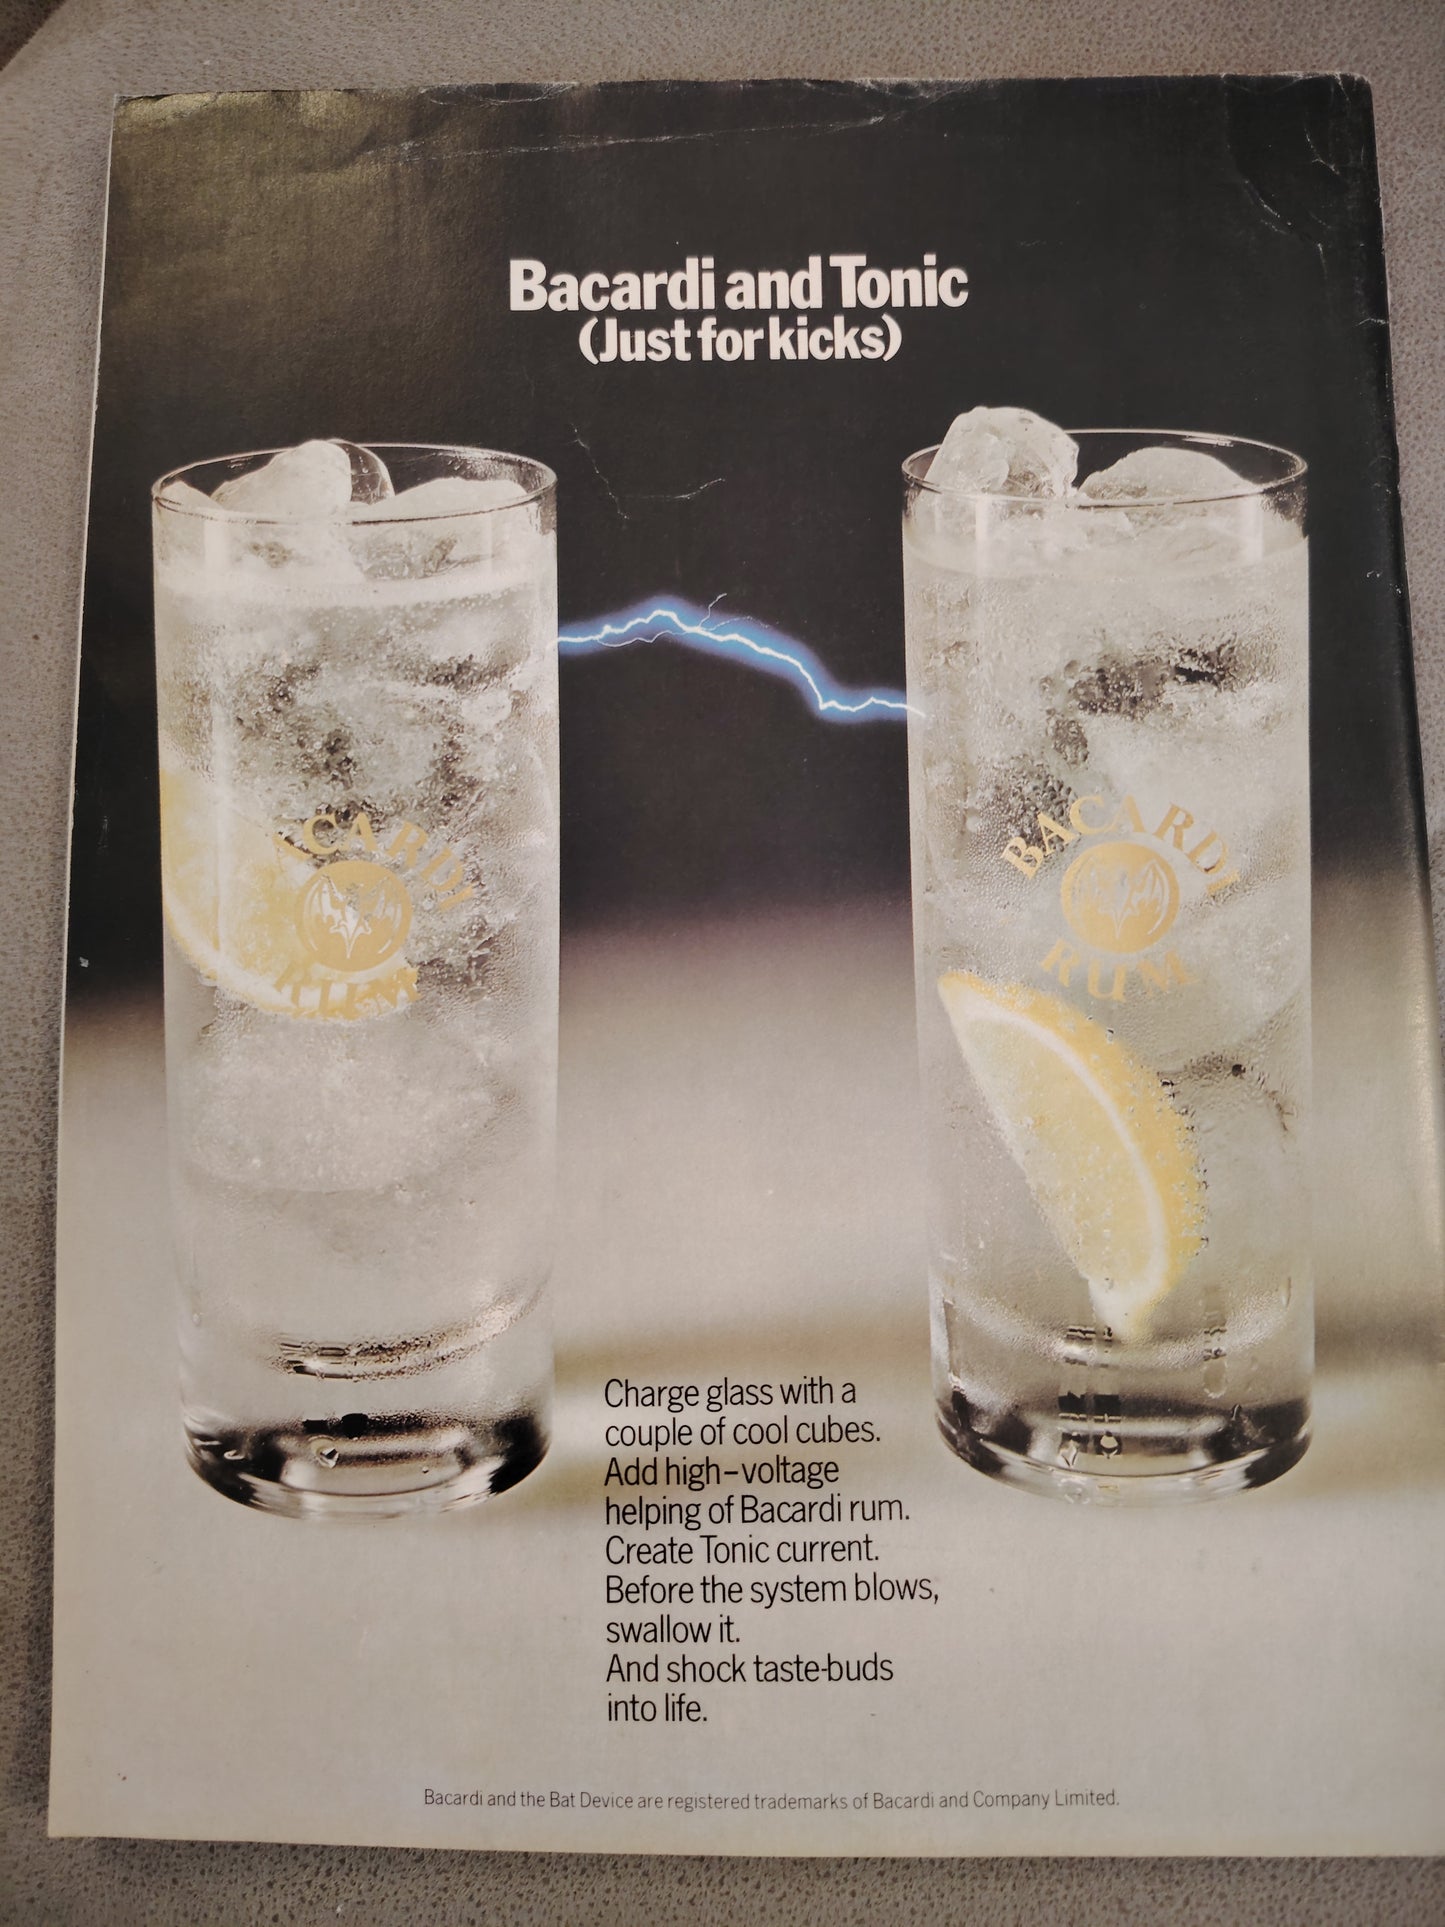 Bacardi and Tonic
(Just for kicks)
ACARDI
RUM
BACARDI
RUM
Charge glass with a
couple of cool cubes.
Add high-voltage
helping of Bacardi rum.
Create Tonic current.
Before the system blows,
swallow it.
And shock taste-buds
into life.
Bacardi and the Bat Device are registered trademarks of Bacardi and Company Limited.